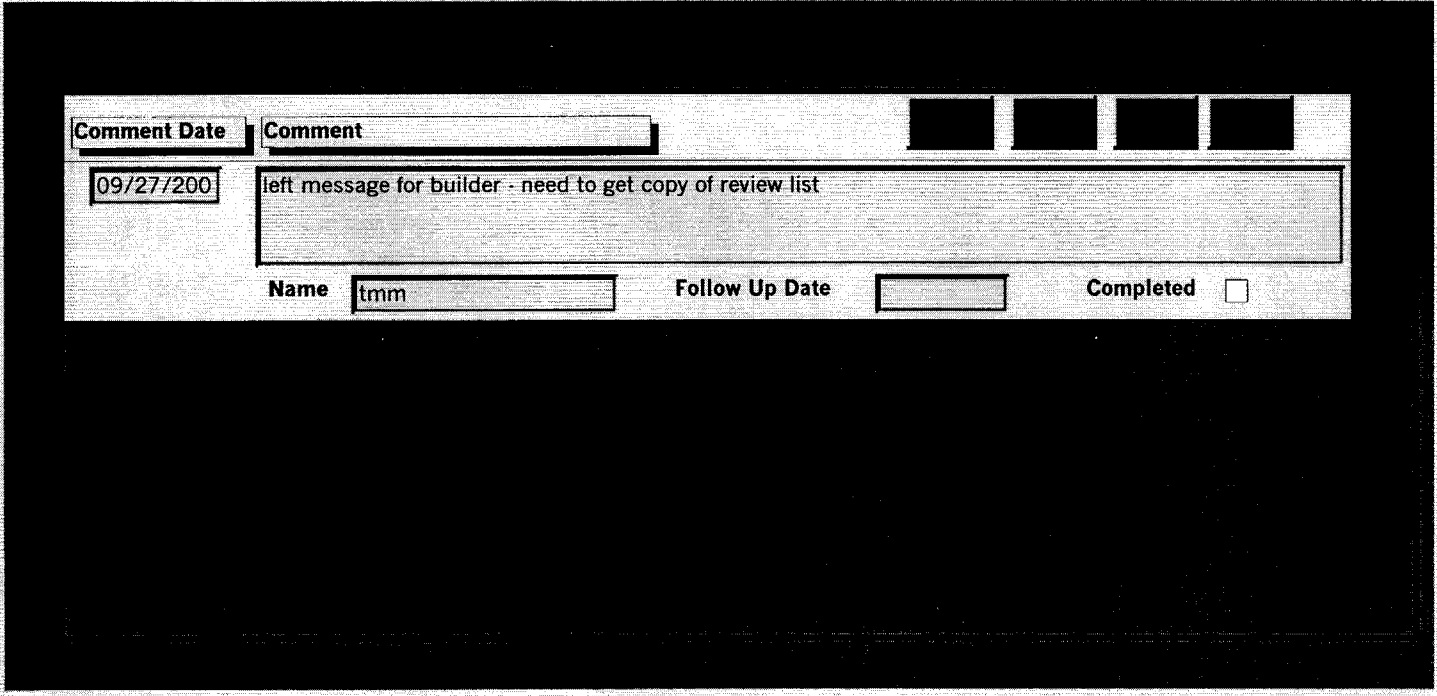 Comment Date Comment
09/27/200 left message for builder - need to get copy of review list
Name tmm Follow Up Date Completed